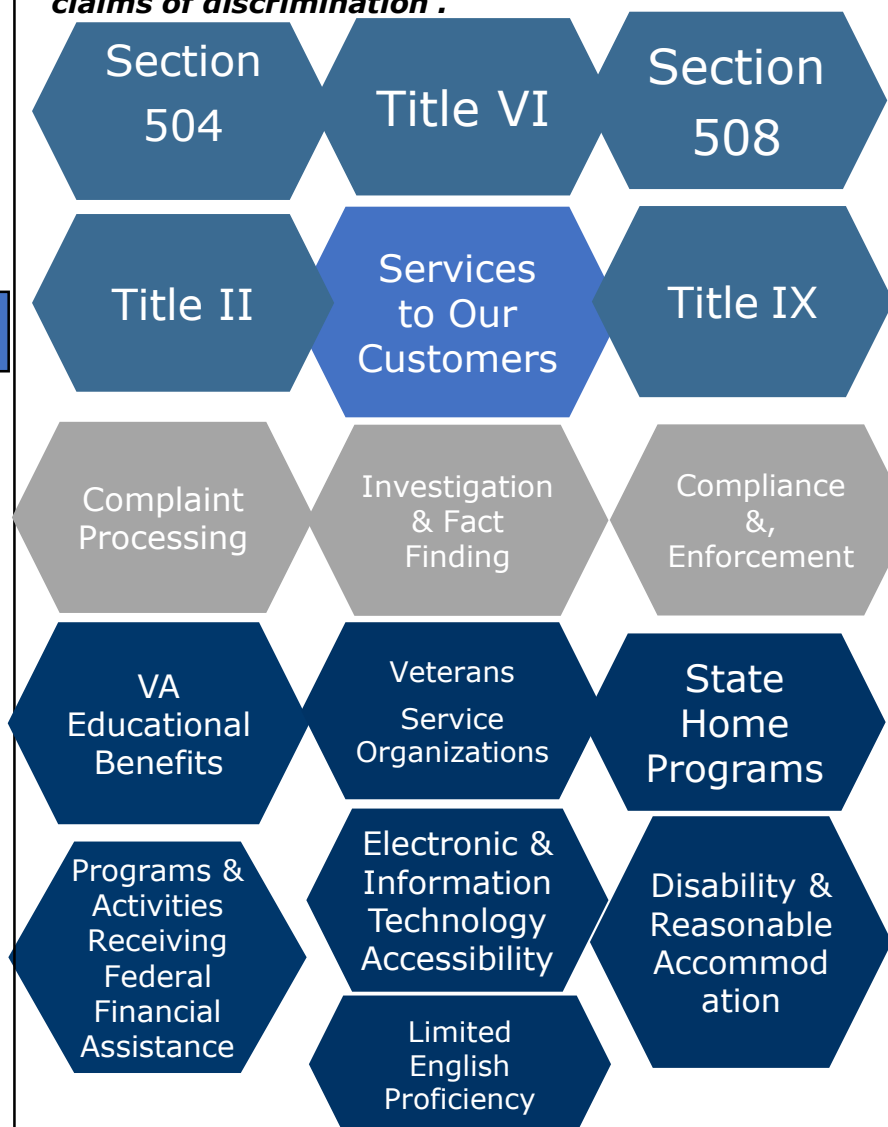 claims of discrimination .
Section
504
Title VI
Section
508
Title II
Services
to Our
Customers
Title IX
Complaint
Processing
Investigation
& Fact
Finding
Compliance
&,
Enforcement
VA
Educational
Benefits
Veterans
Service
Organizations
State
Home
Programs
Programs &
Activities
Receiving
Federal
Financial
Assistance
Electronic &
Information
Technology
Accessibility
Disability &
Reasonable
Accommod
ation
Limited
English
Proficiency